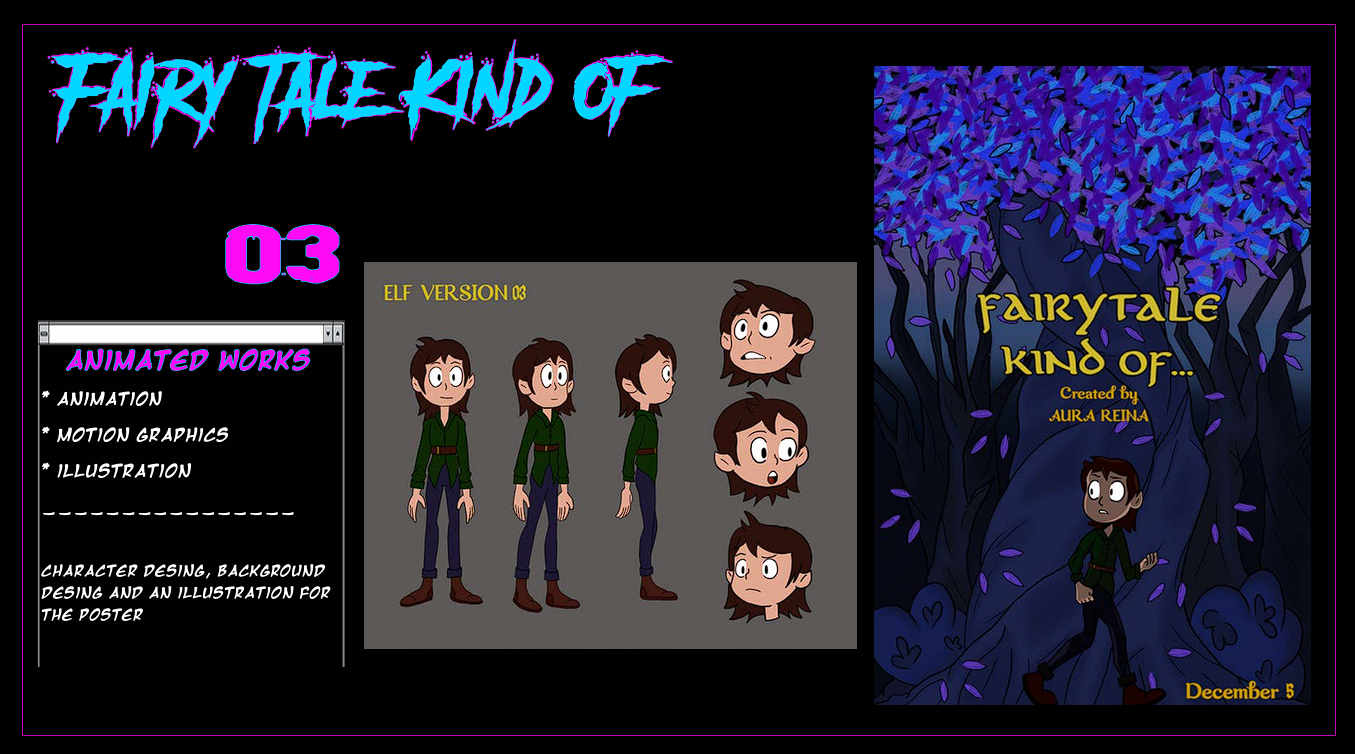 FAIRY TALE KIND OF
03
ANIMATED WORKS
* ANIMATION
* MOTION GRAPHICS
* ILLUSTRATION
----------------
CHARACTER DESING, BACKGROUND
DESING AND AN ILLUSTRATION FOR
THE POSTER
ELF VERSION 03
FAIRYTALE
KIND OF...
Created by
AURA REINA
December 5